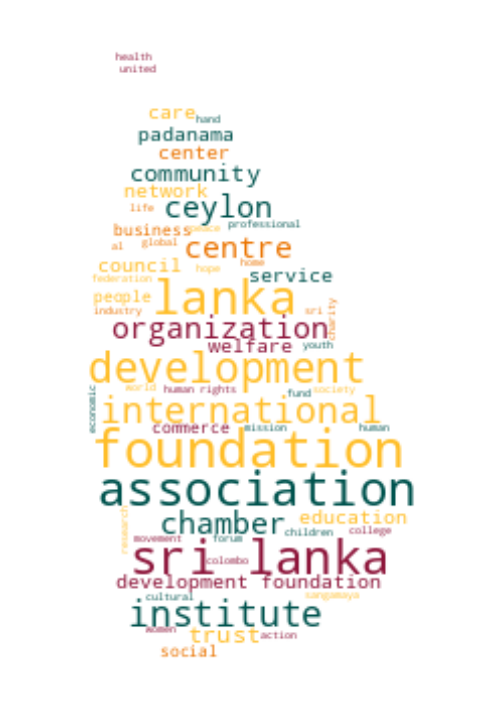 health
united
care hand
padanama
center
community
network
life ceylon
business peace professional
al global centre
council hope home
federation service
people lanka
industry sri charity
organization
welfare youth
development
economic world human rights fund society
international
commerce mission human
foundation
association
research chamber education
movement forum children college
sri lanka
colombo
development foundation
cultural sangamaya
institute
women trust action
social